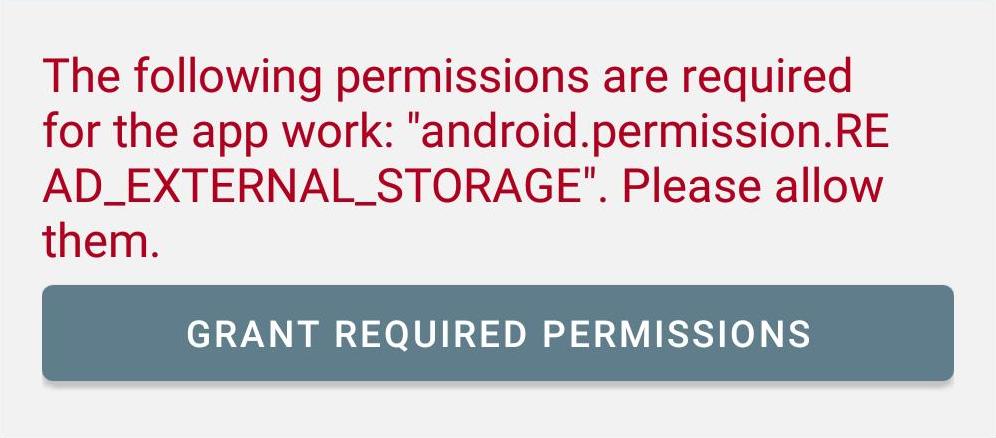 The following permissions are required
for the app work: "android.permission.RE
AD_EXTERNAL_STORAGE". Please allow
them.
GRANT REQUIRED PERMISSIONS